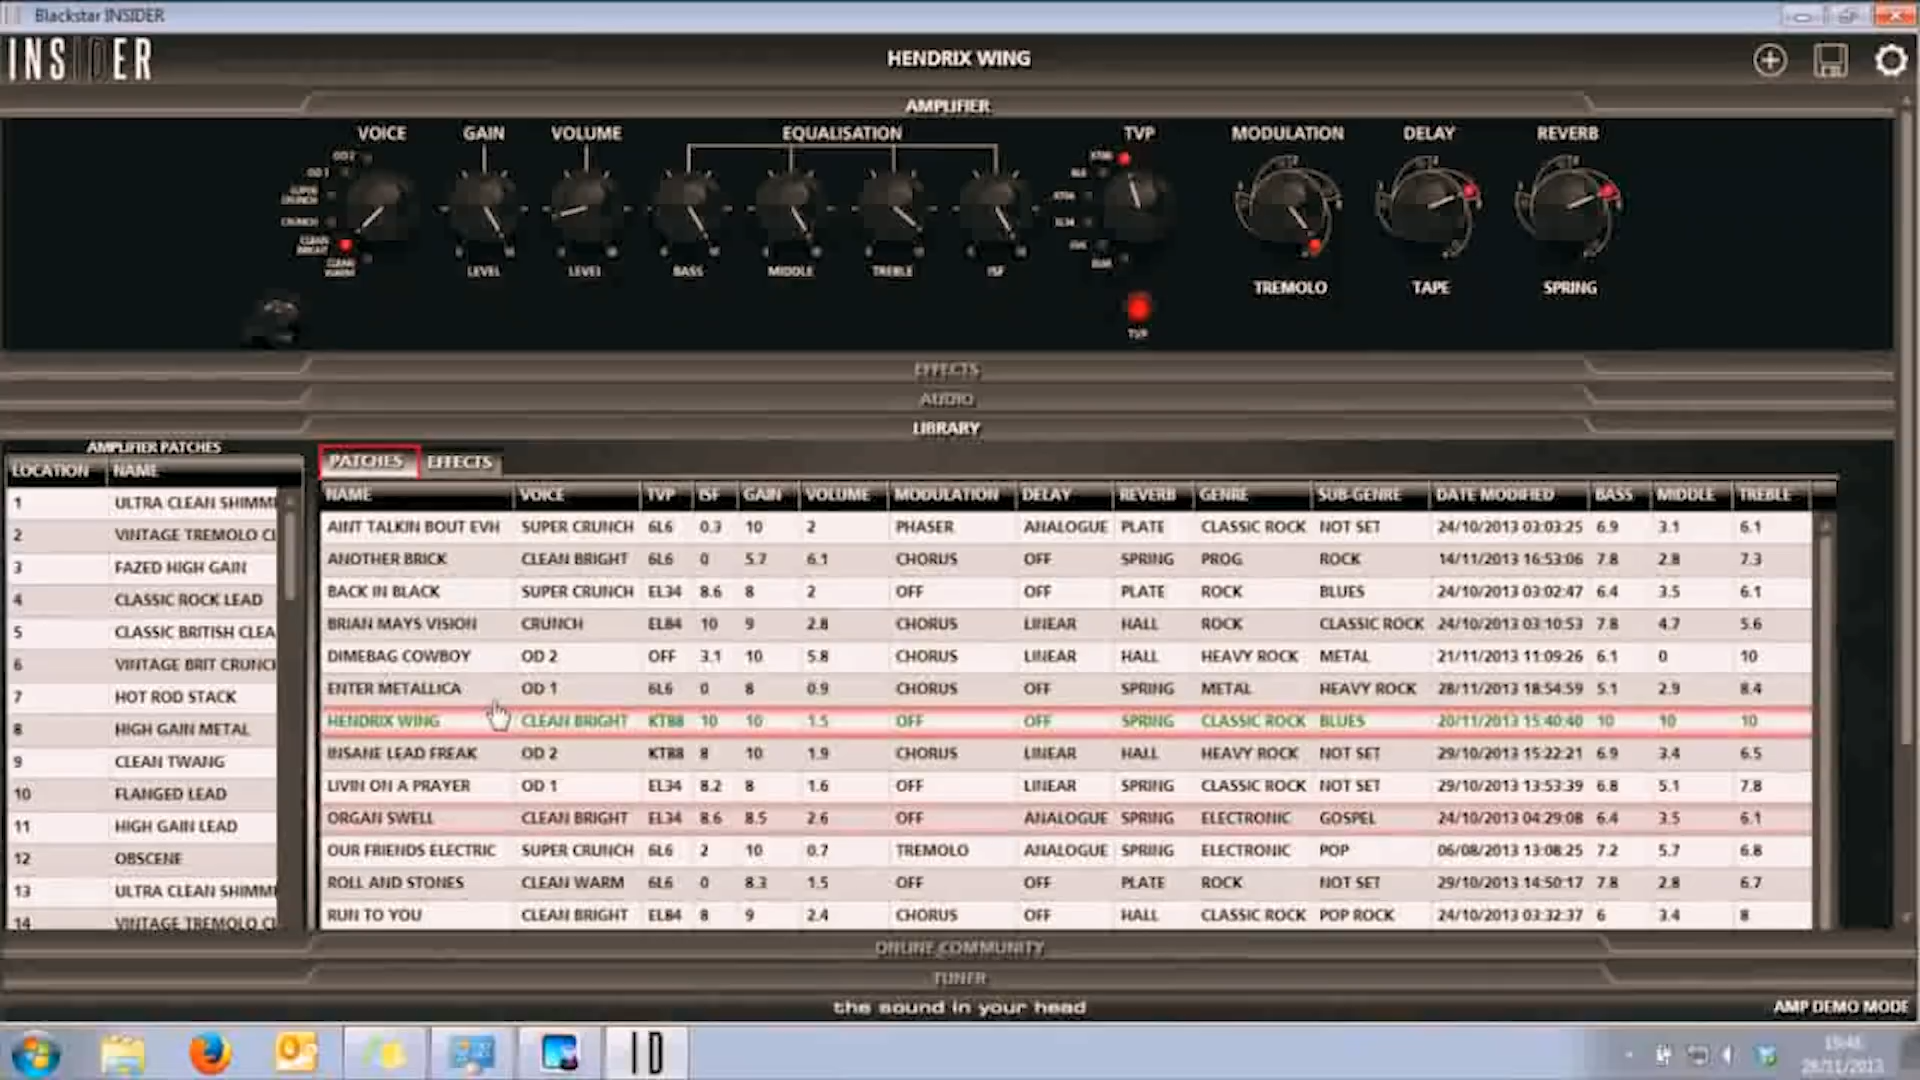 Blackstar INSIDER
INSIDER
HENDRIX WING
AMPLIFIER
VOICE GAIN VOLUME EQUALISATION TVP MODULATION DELAY REVERB
OD 2
OD 1
SUPER CRUNCH
CRUNCH
CLEAN BRIGHT
CLEAN WARM
KT88
6L6
EL34
LEVEL LEVEL BASS MIDDLE TREBLE ISF
TREMOLO TAPE SPRING
TVP
EFFECTS
AUDIO
LIBRARY
AMPLIFIER PATCHES
LOCATION NAME
1 ULTRA CLEAN SHIMM
2 VINTAGE TREMOLO CL
3 FAZED HIGH GAIN
4 CLASSIC ROCK LEAD
5 CLASSIC BRITISH CLEA
6 VINTAGE BRIT CRUNCH
7 HOT ROD STACK
8 HIGH GAIN METAL
9 CLEAN TWANG
10 FLANGED LEAD
11 HIGH GAIN LEAD
12 OBSCENE
13 ULTRA CLEAN SHIMM
14 VINTAGE TREMOLO CL
PATCHES EFFECTS
NAME VOICE TVP ISF GAIN VOLUME MODULATION DELAY REVERB GENRE SUB-GENRE DATE MODIFIED BASS MIDDLE TREBLE
AINT TALKIN BOUT EVH SUPER CRUNCH 6L6 0.3 10 2 PHASER ANALOGUE PLATE CLASSIC ROCK NOT SET 24/10/2013 03:03:25 6.9 3.1 6.1
ANOTHER BRICK CLEAN BRIGHT 6L6 0 5.7 6.1 CHORUS OFF SPRING PROG ROCK 14/11/2013 16:53:06 7.8 2.8 7.3
BACK IN BLACK SUPER CRUNCH EL34 8.6 8 2 OFF OFF PLATE ROCK BLUES 24/10/2013 03:02:47 6.4 3.5 6.1
BRIAN MAYS VISION CRUNCH EL84 10 9 2.8 CHORUS LINEAR HALL ROCK CLASSIC ROCK 24/10/2013 03:10:53 7.8 4.7 5.6
DIMEBAG COWBOY OD 2 OFF 3.1 10 5.8 CHORUS LINEAR HALL HEAVY ROCK METAL 21/11/2013 11:09:26 6.1 0 10
ENTER METALLICA OD 1 6L6 0 8 0.9 CHORUS OFF SPRING METAL HEAVY ROCK 28/11/2013 18:54:59 5.1 2.9 8.4
HENDRIX WING CLEAN BRIGHT KT88 10 10 1.5 OFF OFF SPRING CLASSIC ROCK BLUES 20/11/2013 15:40:40 10 10 10
INSANE LEAD FREAK OD 2 KT88 8 10 1.9 CHORUS LINEAR HALL HEAVY ROCK NOT SET 29/10/2013 15:22:21 6.9 3.4 6.5
LIVIN ON A PRAYER OD 1 EL34 8.2 8 1.6 OFF LINEAR SPRING CLASSIC ROCK NOT SET 29/10/2013 13:53:39 6.8 5.1 7.8
ORGAN SWELL CLEAN BRIGHT EL34 8.6 8.5 2.6 OFF ANALOGUE SPRING ELECTRONIC GOSPEL 24/10/2013 04:29:08 6.4 3.5 6.1
OUR FRIENDS ELECTRIC SUPER CRUNCH 6L6 2 10 0.7 TREMOLO ANALOGUE SPRING ELECTRONIC POP 06/08/2013 13:08:25 7.2 5.7 6.8
ROLL AND STONES CLEAN WARM 6L6 0 8.3 1.5 OFF OFF PLATE ROCK NOT SET 29/10/2013 14:50:17 7.8 2.8 6.7
RUN TO YOU CLEAN BRIGHT EL84 8 9 2.4 CHORUS OFF HALL CLASSIC ROCK POP ROCK 24/10/2013 03:32:37 6 3.4 8
ONLINE COMMUNITY
TUNER
the sound in your head
AMP DEMO MODE
ID
28/11/2013